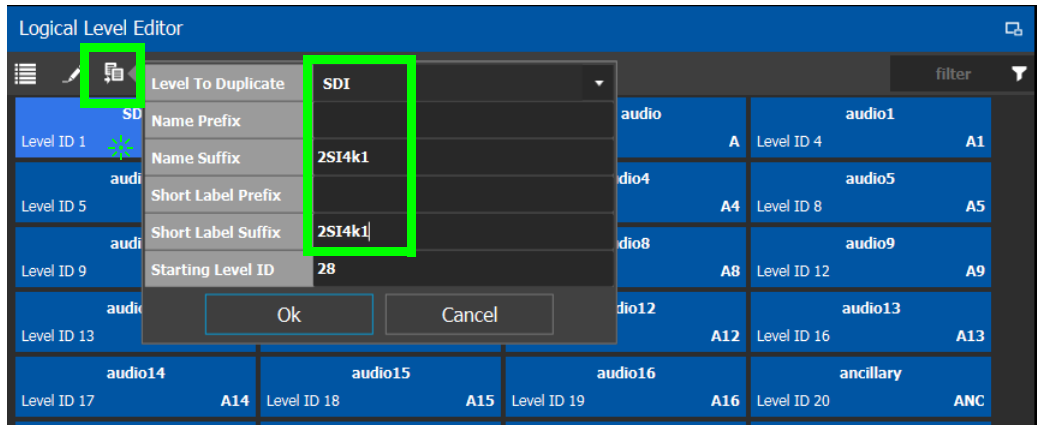 Logical Level Editor
filter
Level To Duplicate SDI
Name Prefix
Name Suffix 2SI4k1
Short Label Prefix
Short Label Suffix 2SI4k1
Starting Level ID 28
Ok Cancel
SD audio audio1
Level ID 1 A Level ID 4 A1
audi dio4 audio5
Level ID 5 A4 Level ID 8 A5
audi dio8 audio9
Level ID 9 A8 Level ID 12 A9
audio dio12 audio13
Level ID 13 A12 Level ID 16 A13
audio14 audio15 audio16 ancillary
Level ID 17 A14 Level ID 18 A15 Level ID 19 A16 Level ID 20 ANC